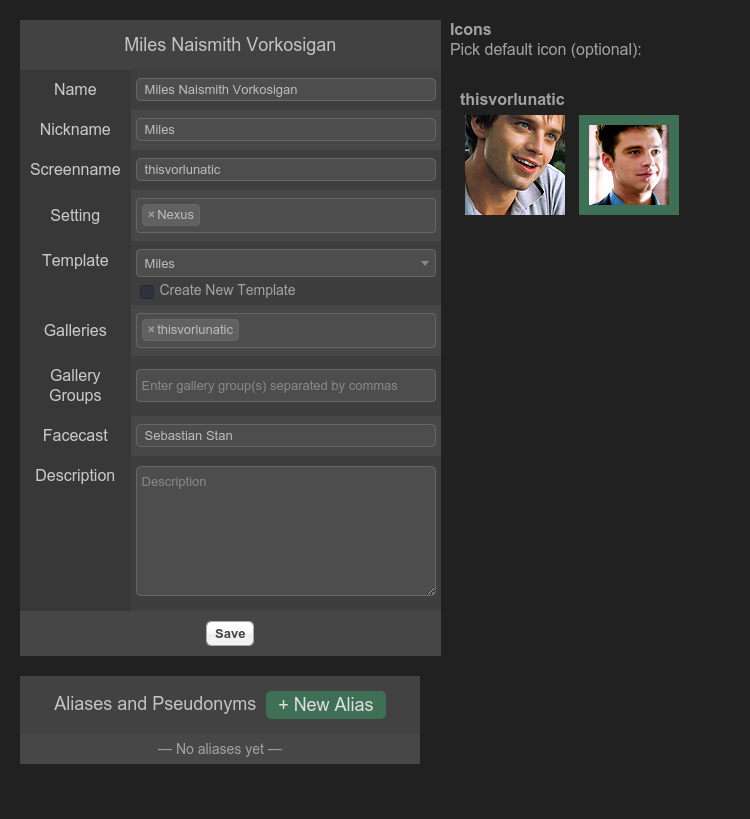 Miles Naismith Vorkosigan
Name
Miles Naismith Vorkosigan
Nickname
Miles
Screenname
thisvorlunatic
Setting
×Nexus
Template
Miles
Create New Template
Galleries
×thisvorlunatic
Gallery
Groups
Enter gallery group(s) separated by commas
Facecast
Sebastian Stan
Description
Description
Save
Aliases and Pseudonyms
+ New Alias
— No aliases yet —
Icons
Pick default icon (optional):
thisvorlunatic